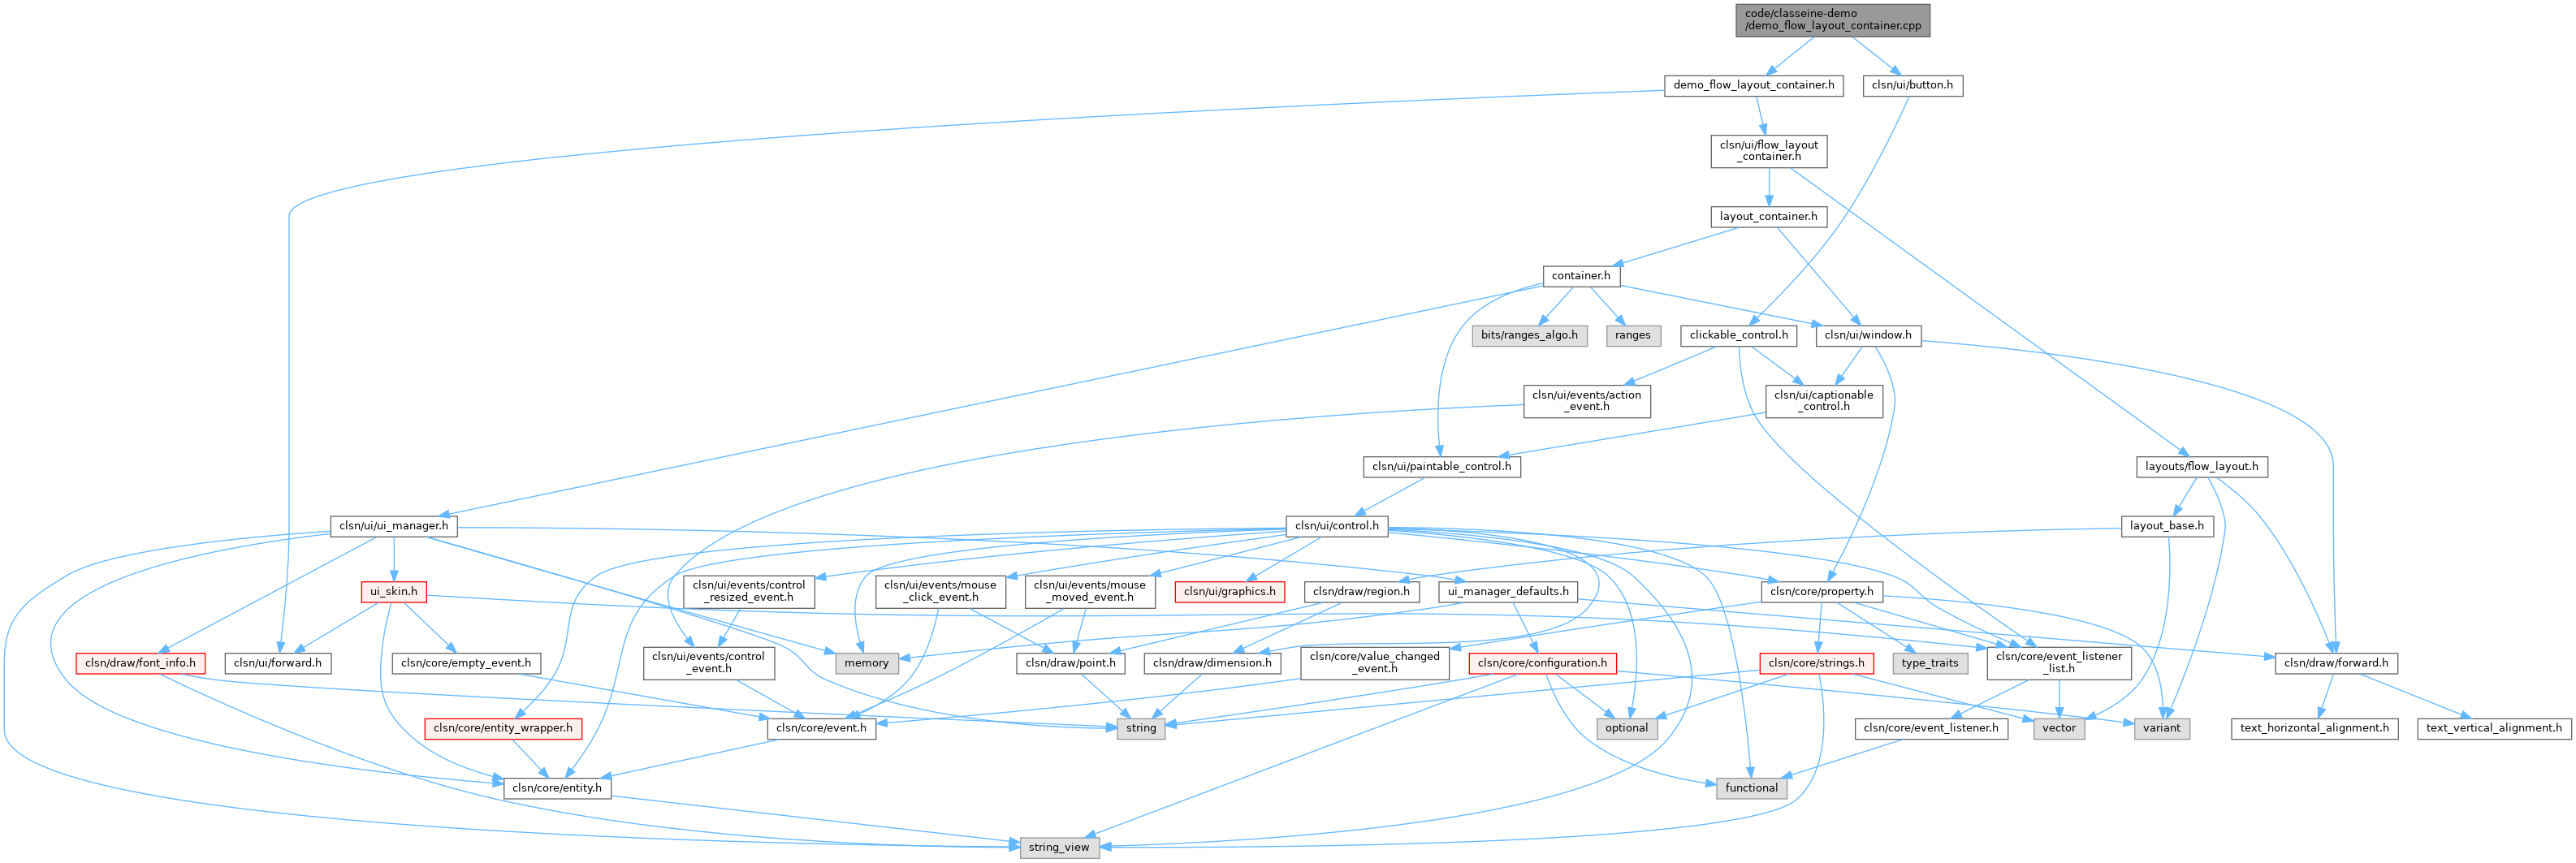 code/classeine-demo
/demo_flow_layout_container.cpp
demo_flow_layout_container.h
clsn/ui/button.h
clsn/ui/flow_layout
_container.h
layout_container.h
container.h
bits/ranges_algo.h
ranges
clickable_control.h
clsn/ui/window.h
clsn/ui/events/action
_event.h
clsn/ui/captionable
_control.h
clsn/ui/paintable_control.h
layouts/flow_layout.h
clsn/ui/ui_manager.h
clsn/ui/control.h
layout_base.h
ui_skin.h
clsn/ui/events/control
_resized_event.h
clsn/ui/events/mouse
_click_event.h
clsn/ui/events/mouse
_moved_event.h
clsn/ui/graphics.h
clsn/draw/region.h
ui_manager_defaults.h
clsn/core/property.h
clsn/draw/font_info.h
clsn/ui/forward.h
clsn/core/empty_event.h
clsn/ui/events/control
_event.h
memory
clsn/draw/point.h
clsn/draw/dimension.h
clsn/core/value_changed
_event.h
clsn/core/configuration.h
clsn/core/strings.h
type_traits
clsn/core/event_listener
_list.h
clsn/draw/forward.h
clsn/core/entity_wrapper.h
clsn/core/event.h
string
optional
clsn/core/event_listener.h
vector
variant
text_horizontal_alignment.h
text_vertical_alignment.h
clsn/core/entity.h
functional
string_view